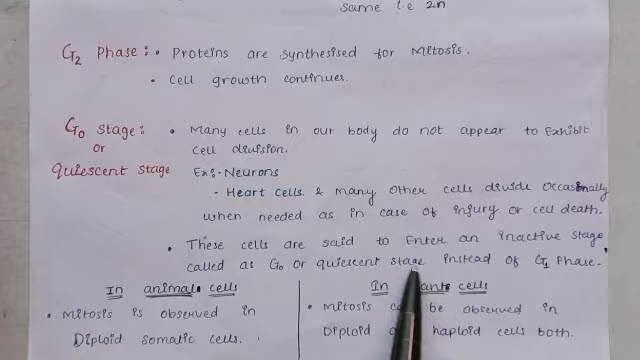 same i.e 2n
G2 Phase:- • Proteins are synthesised for Mitosis.
• Cell growth continues.
G0 Stage: • Many cells in our body do not appear to Exhibit
or cell division.
Quiescent Stage Ex:- Neurons
- Heart Cells & many other cells divide occasionally
when needed as in case of injury or cell death.
• These cells are said to Enter an inactive stage,
called as G0 or quiescent stage instead of G1 Phase.
In animal cells
• Mitosis is observed in
Diploid somatic cells.
In cells
• Mitosis be observed in
Diploid haploid cells both.